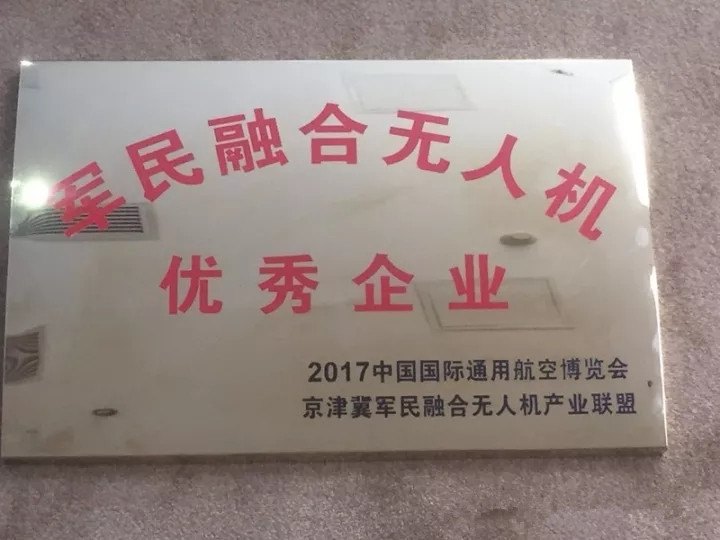 军民融合无人机
优秀企业
2017中国国际通用航空博览会
京津冀军民融合无人机产业联盟